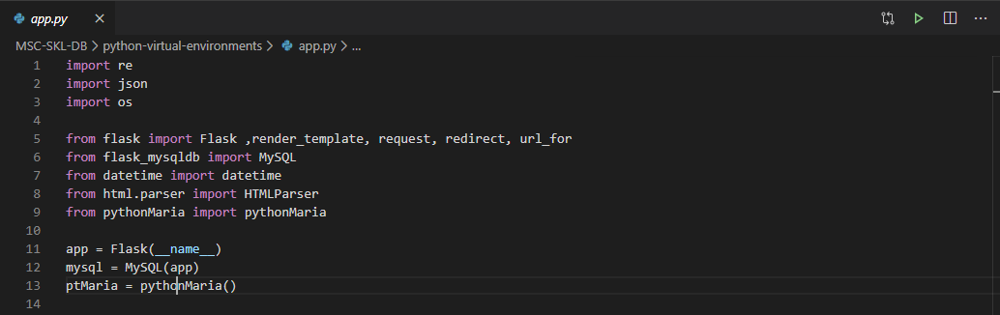 app.py
MSC-SKL-DB > python-virtual-environments > app.py > ...
1 import re
2 import json
3 import os
4
5 from flask import Flask ,render_template, request, redirect, url_for
6 from flask_mysqldb import MySQL
7 from datetime import datetime
8 from html.parser import HTMLParser
9 from pythonMaria import pythonMaria
10
11 app = Flask(__name__)
12 mysql = MySQL(app)
13 ptMaria = pythonMaria()
14